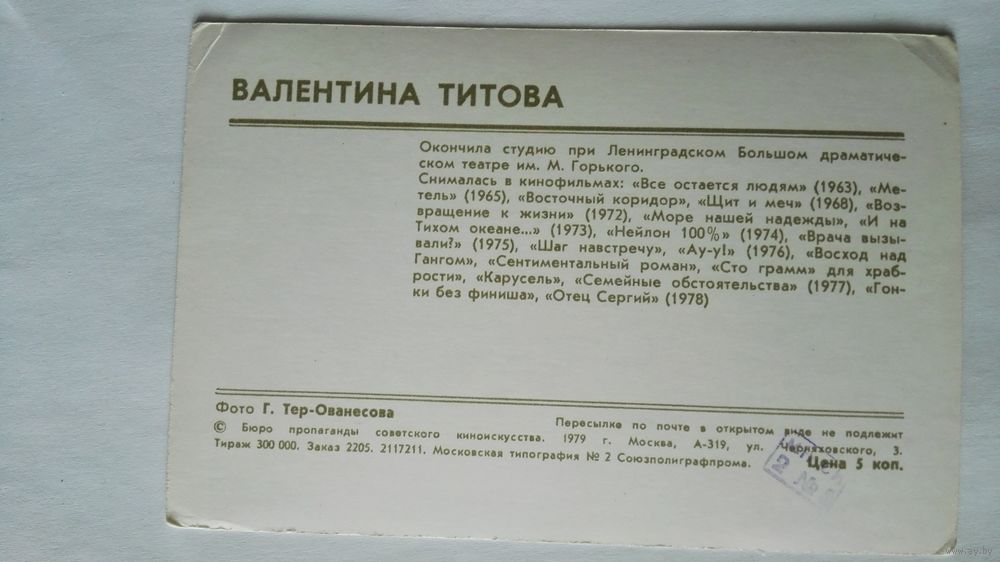 ВАЛЕНТИНА ТИТОВА
Окончила студию при Ленинградском Большом драматиче-
ском театре им. М. Горького.
Снималась в кинофильмах: «Все остается людям» (1963), «Ме-
тель» (1965), «Восточный коридор», «Щит и меч» (1968), «Воз-
вращение к жизни» (1972), «Море нашей надежды», «И на
Тихом океане...» (1973), «Нейлон 100%» (1974), «Врача вызы-
вали?» (1975), «Шаг навстречу», «Ау-у!» (1976), «Восход над
Гангом», «Сентиментальный роман», «Сто грамм» для храб-
рости», «Карусель», «Семейные обстоятельства» (1977), «Гон-
ки без финиша», «Отец Сергий» (1978)
Фото Г. Тер-Ованесова
Пересылке по почте в открытом виде не подлежит
© Бюро пропаганды советского киноискусства. 1979 г. Москва, А-319, ул. Черняховского, 3.
Тираж 300 000. Заказ 2205. 2117211. Московская типография № 2 Союзполиграфпрома.
Цена 5 коп.
www.ay.by